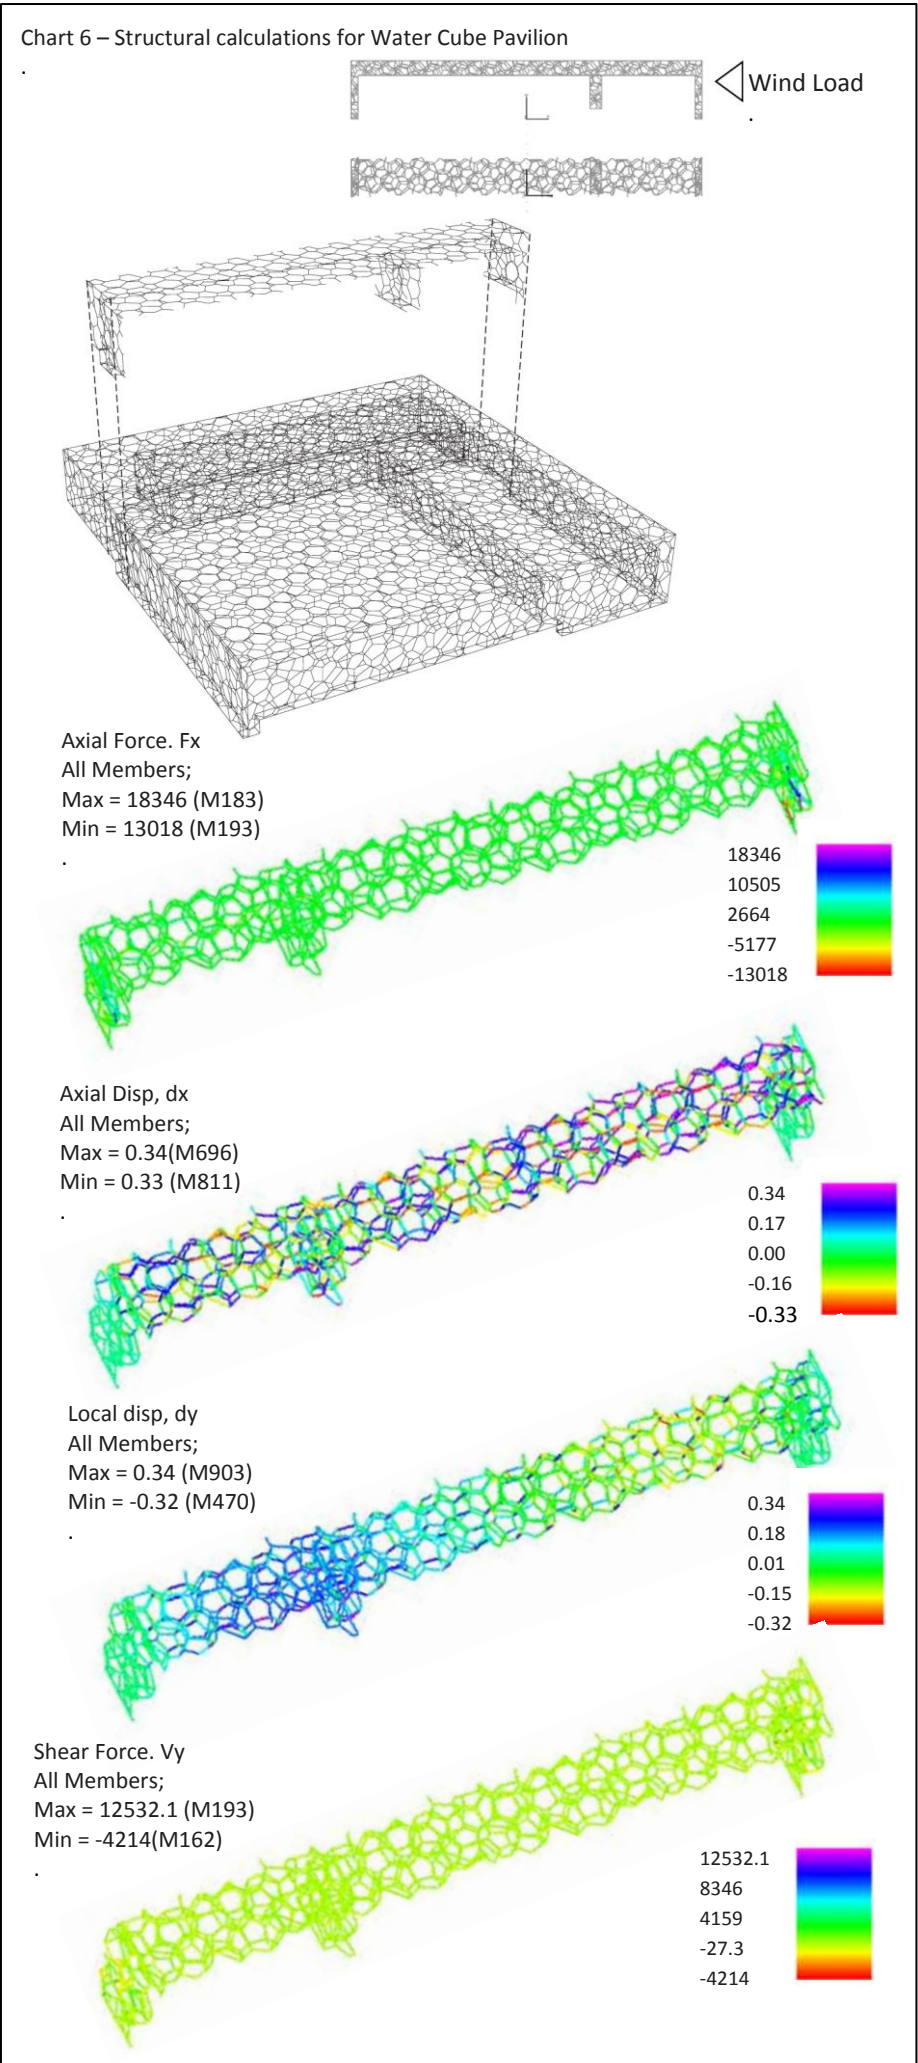 Chart 6 – Structural calculations for Water Cube Pavilion
.
Wind Load
.
Axial Force. Fx
All Members;
Max = 18346 (M183)
Min = 13018 (M193)
.
18346
10505
2664
-5177
-13018
Axial Disp, dx
All Members;
Max = 0.34(M696)
Min = 0.33 (M811)
.
0.34
0.17
0.00
-0.16
-0.33
Local disp, dy
All Members;
Max = 0.34 (M903)
Min = -0.32 (M470)
.
0.34
0.18
0.01
-0.15
-0.32
Shear Force. Vy
All Members;
Max = 12532.1 (M193)
Min = -4214(M162)
.
12532.1
8346
4159
-27.3
-4214